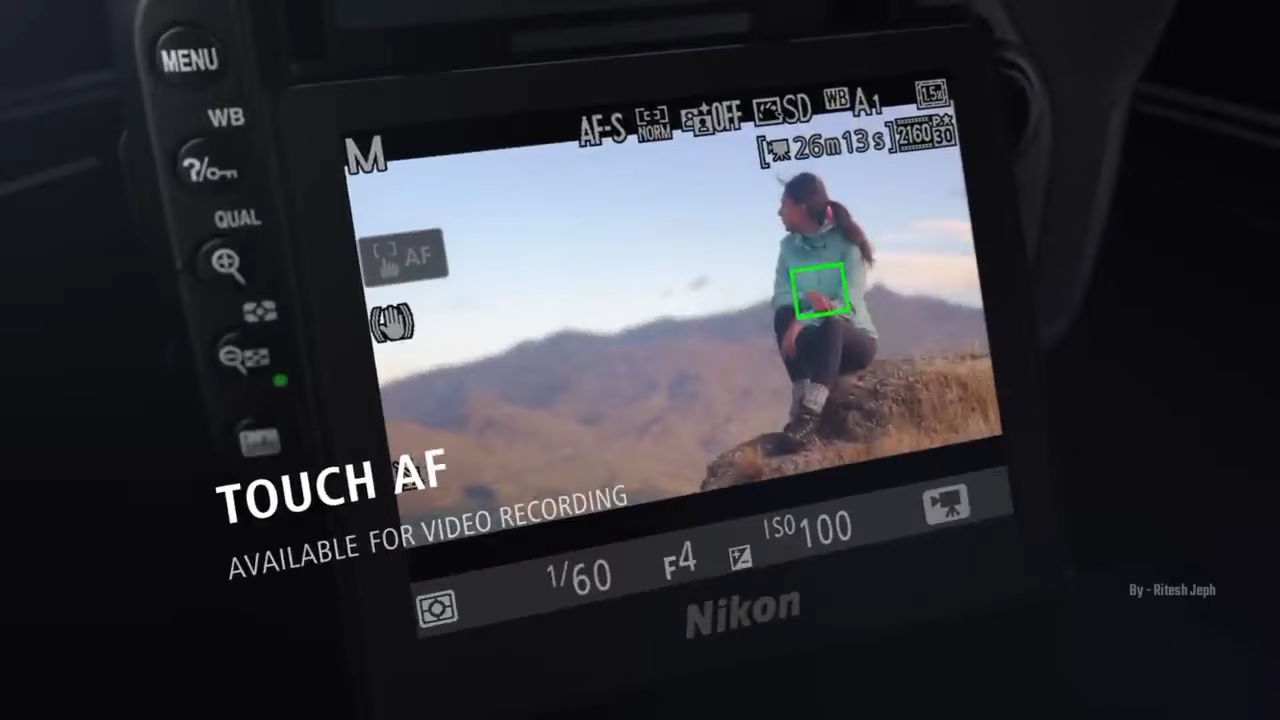 MENU
WB
?/
QUAL
M
AF-S
NORM
OFF
SD
WB A1
1.5x
[26m13s]
2160 30
AF
TOUCH AF
AVAILABLE FOR VIDEO RECORDING
1/60
F4
ISO 100
Nikon
By - Ritesh Jeph